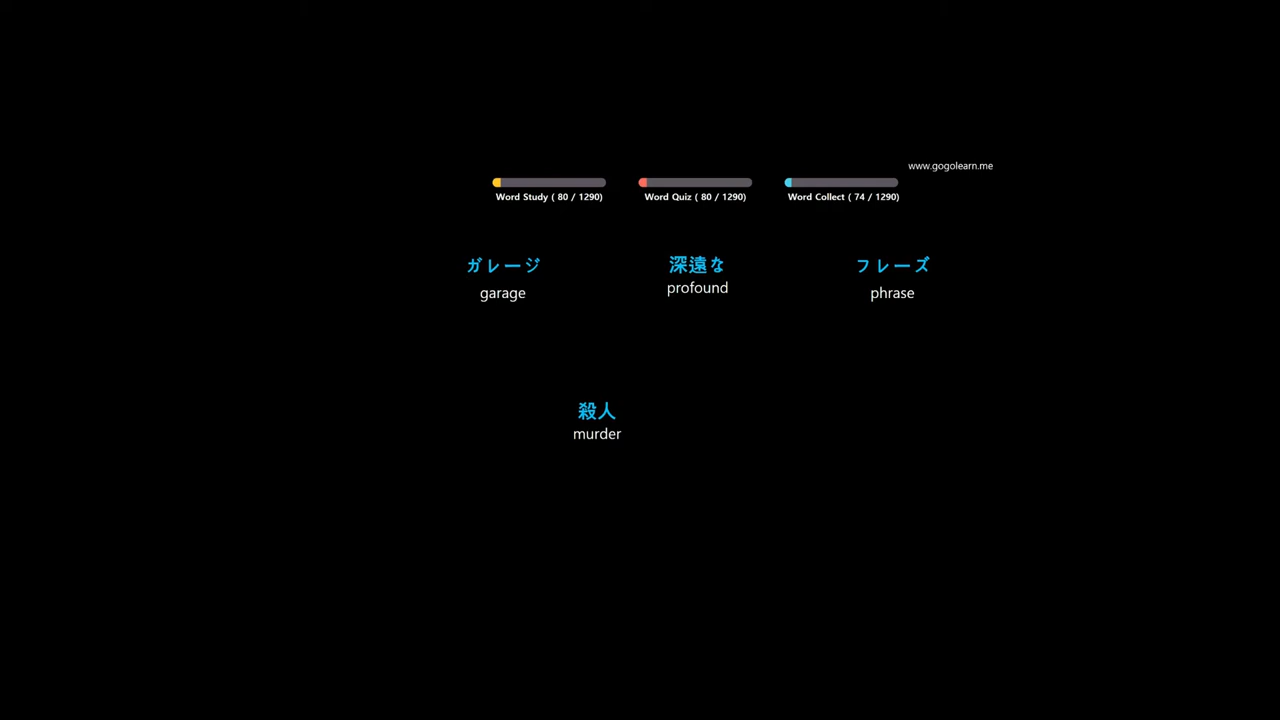 www.gogolearn.me
Word Study ( 80 / 1290) Word Quiz ( 80 / 1290) Word Collect ( 74 / 1290)
ガレージ 深遠な フレーズ
garage profound phrase
殺人
murder